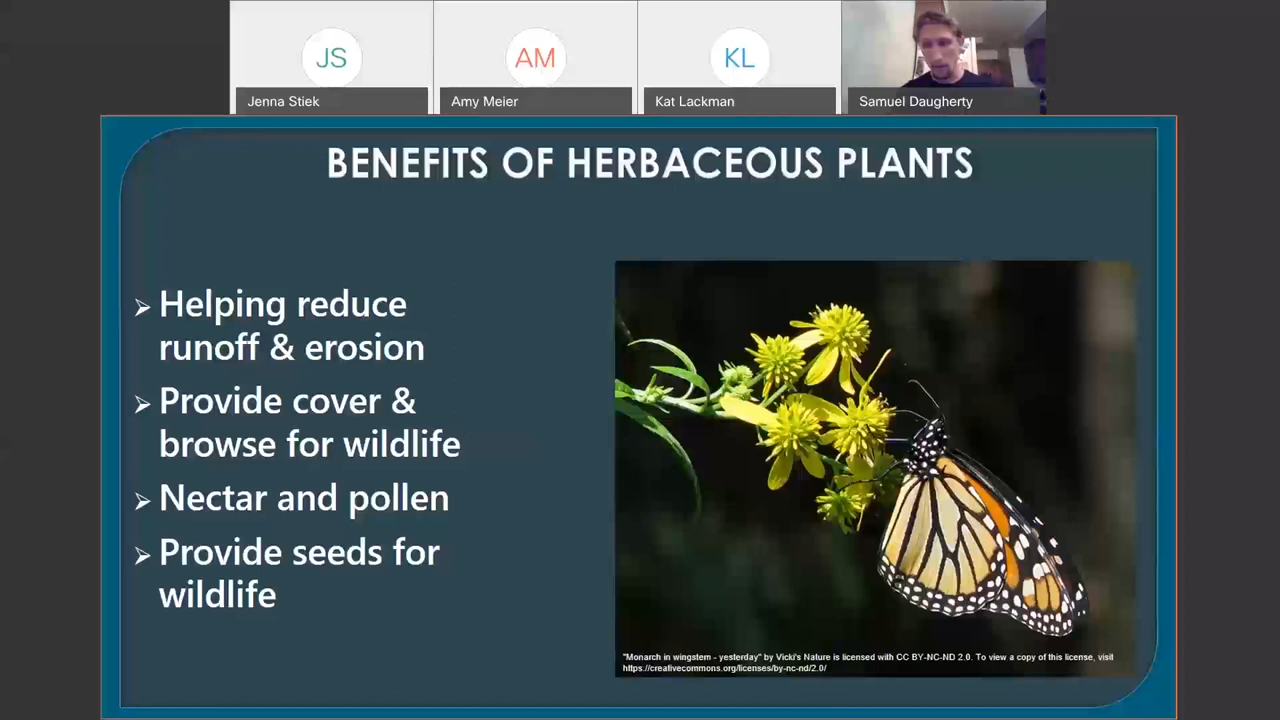 JS
AM
KL
Jenna Stiek
Amy Meier
Kat Lackman
Samuel Daugherty
BENEFITS OF HERBACEOUS PLANTS
➢ Helping reduce
runoff & erosion
➢ Provide cover &
browse for wildlife
➢ Nectar and pollen
➢ Provide seeds for
wildlife
"Monarch in wingstem - yesterday" by Vicki's Nature is licensed with CC BY-NC-ND 2.0. To view a copy of this license, visit
https://creativecommons.org/licenses/by-nc-nd/2.0/